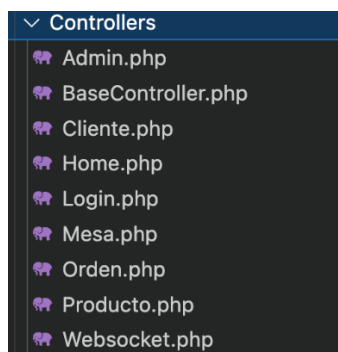 Controllers
Admin.php
BaseController.php
Cliente.php
Home.php
Login.php
Mesa.php
Orden.php
Producto.php
Websocket.php